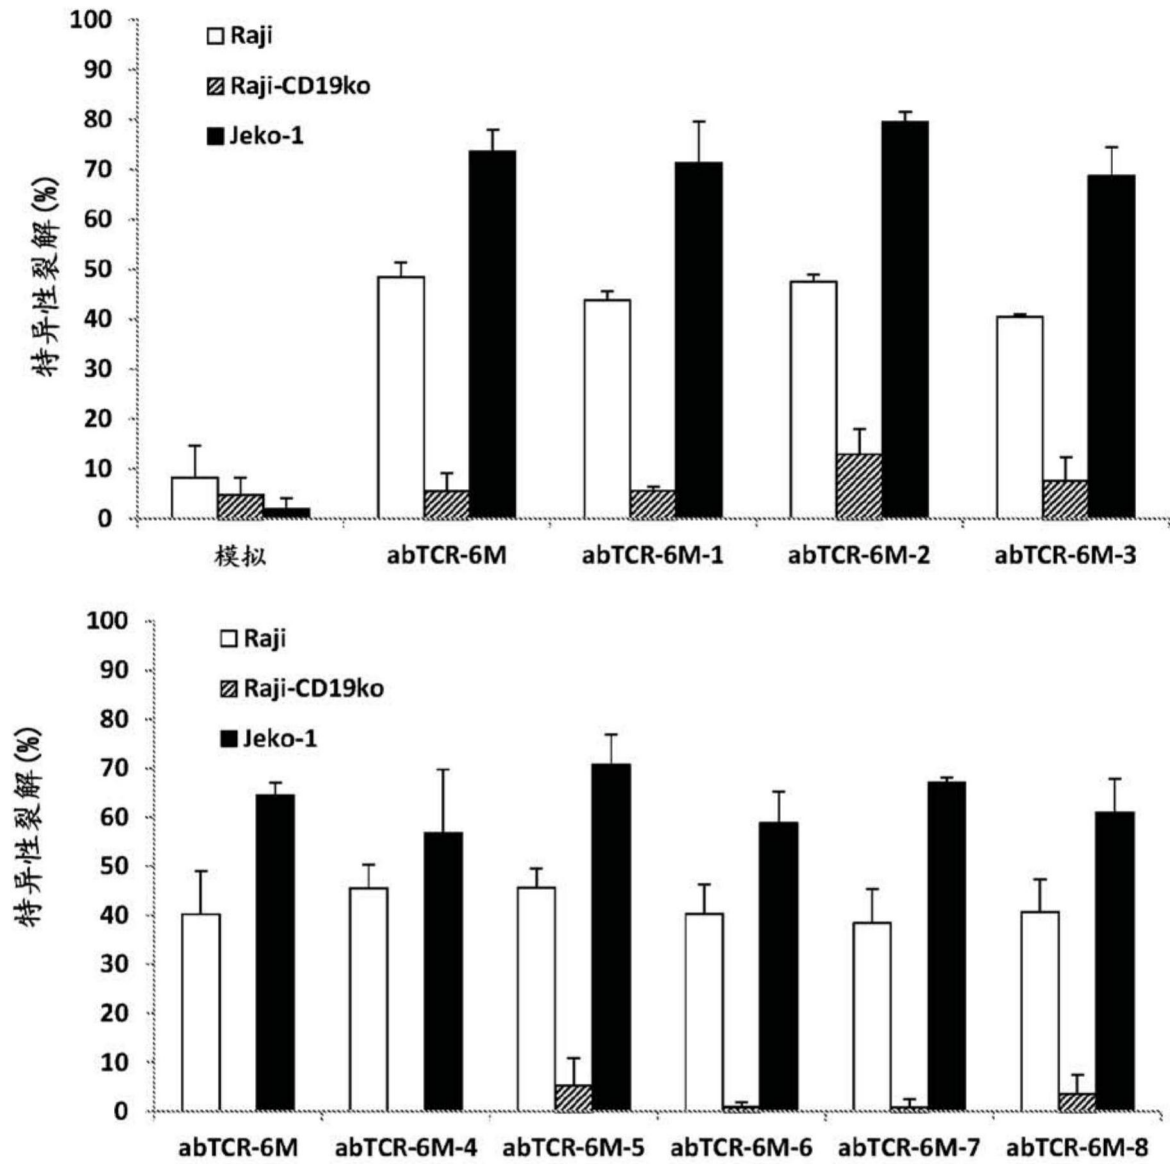 100
90
80
70
60
50
40
30
20
10
0
特异性裂解(%)
Raji
Raji-CD19ko
Jeko-1
模拟 abTCR-6M abTCR-6M-1 abTCR-6M-2 abTCR-6M-3
100
90
80
70
60
50
40
30
20
10
0
特异性裂解(%)
Raji
Raji-CD19ko
Jeko-1
abTCR-6M abTCR-6M-4 abTCR-6M-5 abTCR-6M-6 abTCR-6M-7 abTCR-6M-8